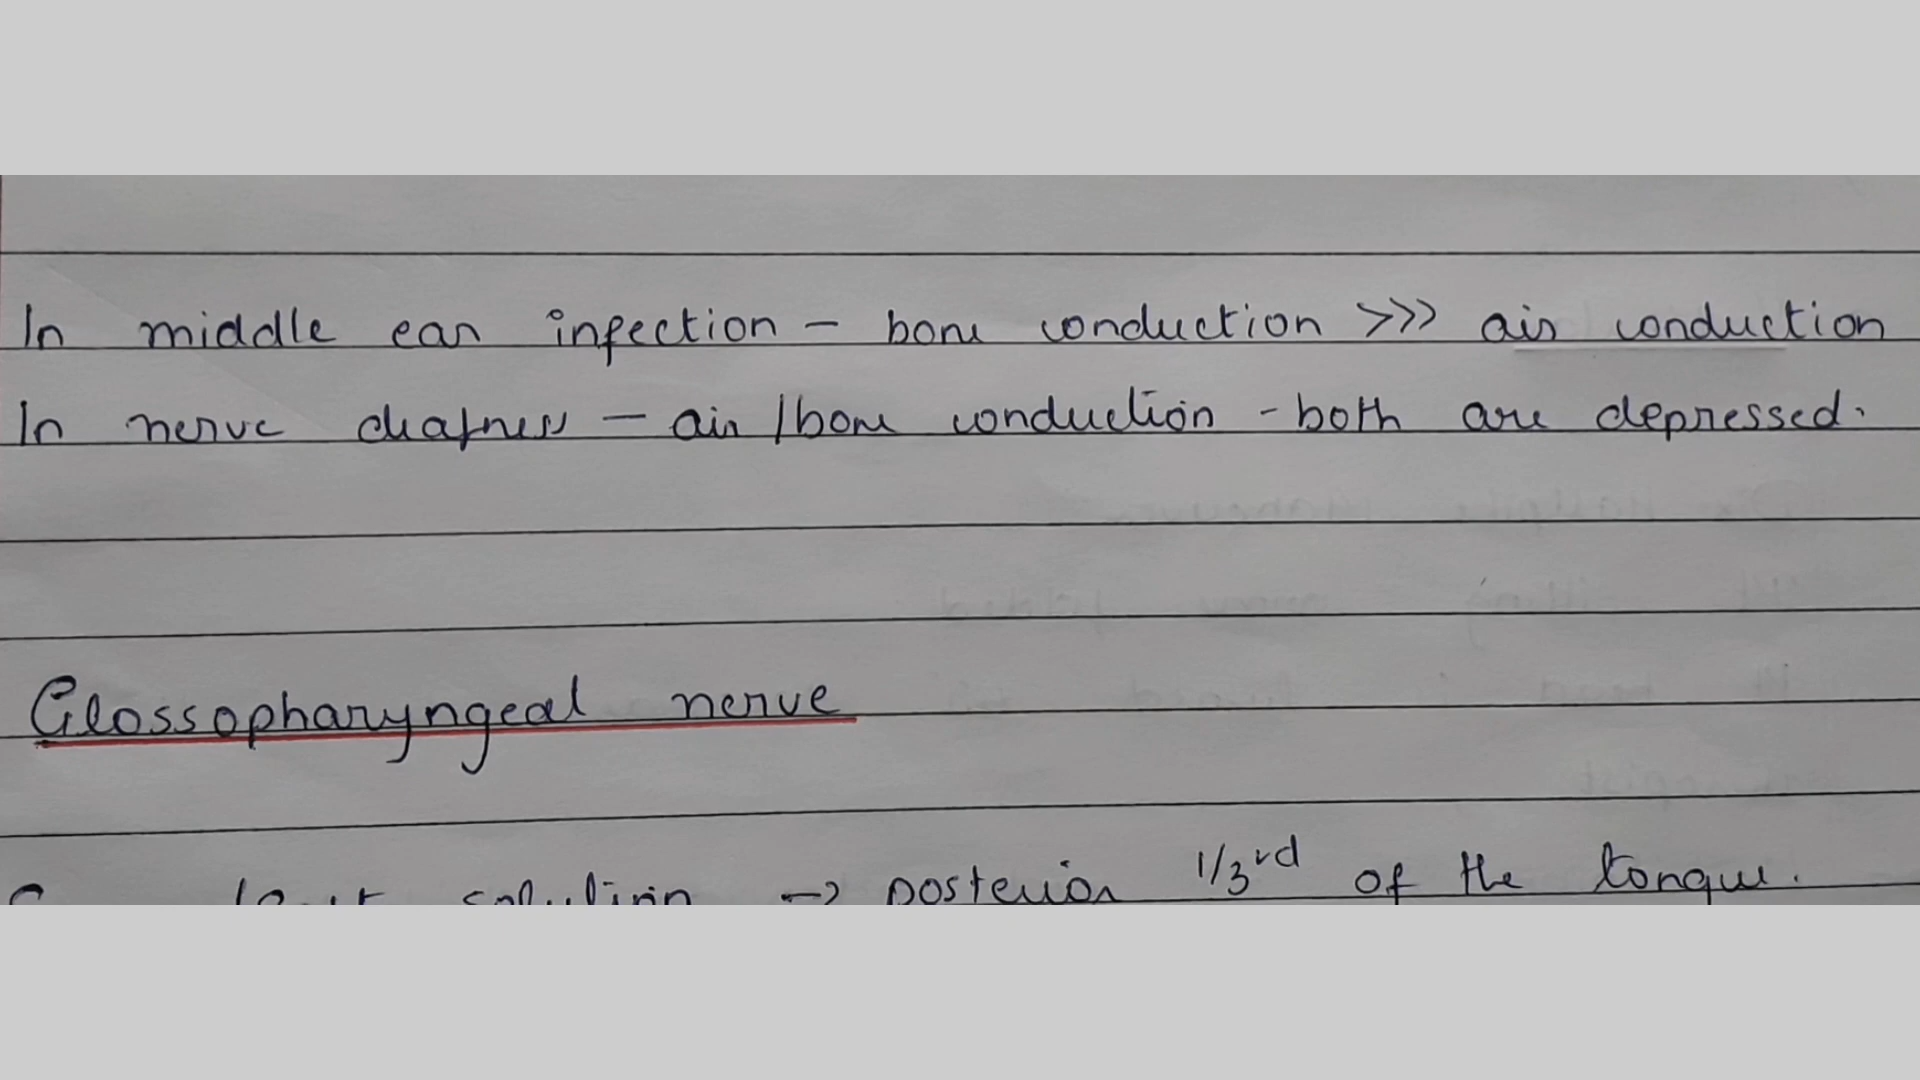 In middle ear infection - bone conduction >>> air conduction
In nerve deafness - air / bone conduction - both are depressed.
Glossopharyngeal nerve
solution → posterior 1/3rd of the tongue.